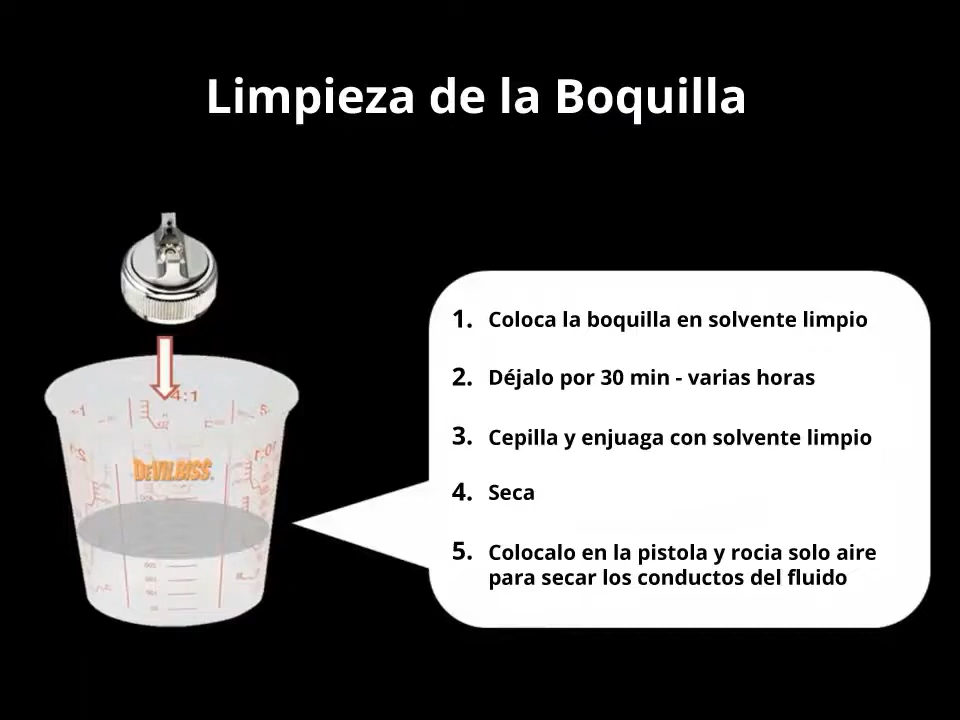 Limpieza de la Boquilla
4:1
DEVILBISS
1. Coloca la boquilla en solvente limpio
2. Déjalo por 30 min - varias horas
3. Cepilla y enjuaga con solvente limpio
4. Seca
5. Colocalo en la pistola y rocia solo aire
para secar los conductos del fluido